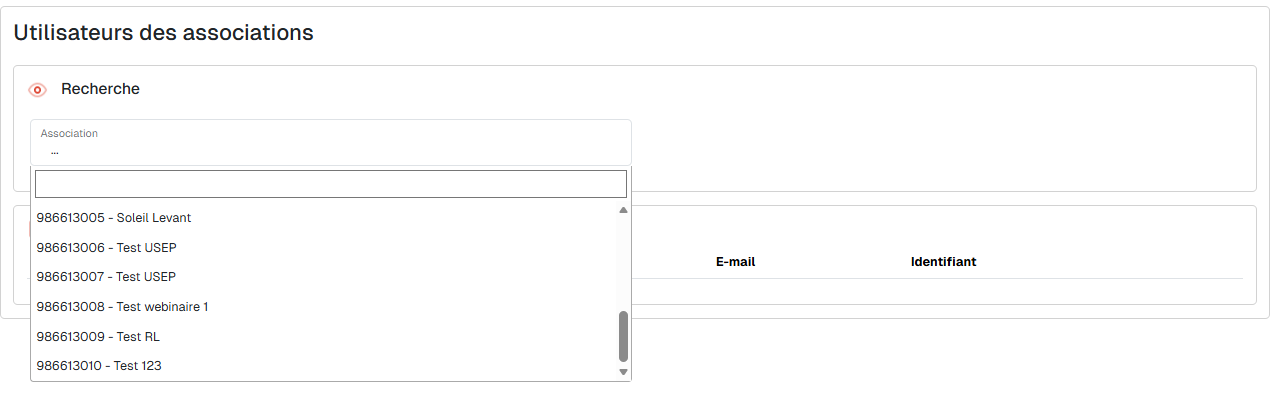 Utilisateurs des associations
Recherche
Association
...
986613005 - Soleil Levant
986613006 - Test USEP
986613007 - Test USEP
986613008 - Test webinaire 1
986613009 - Test RL
986613010 - Test 123
E-mail Identifiant